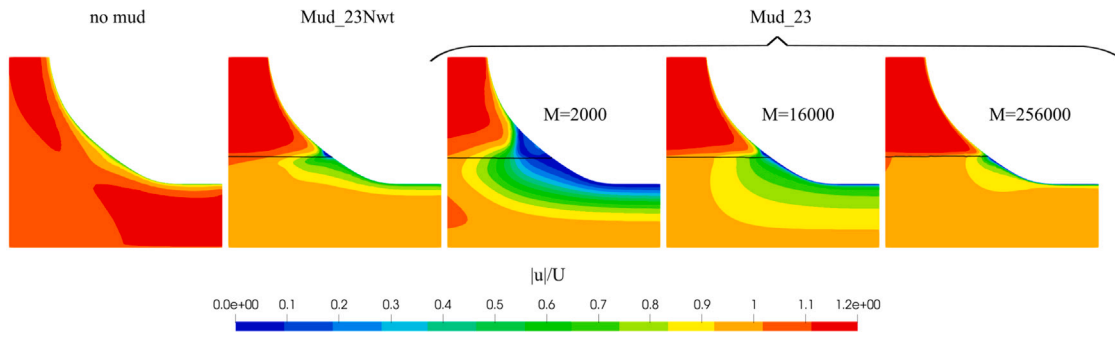 no mud Mud_23Nwt Mud_23
M=2000 M=16000 M=256000
|u|/U
0.0e+00 0.1 0.2 0.3 0.4 0.5 0.6 0.7 0.8 0.9 1 1.1 1.2e+00